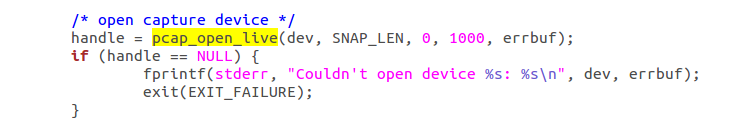 /* open capture device */
handle = pcap_open_live(dev, SNAP_LEN, 0, 1000, errbuf);
if (handle == NULL) {
        fprintf(stderr, "Couldn't open device %s: %s\n", dev, errbuf);
        exit(EXIT_FAILURE);
}